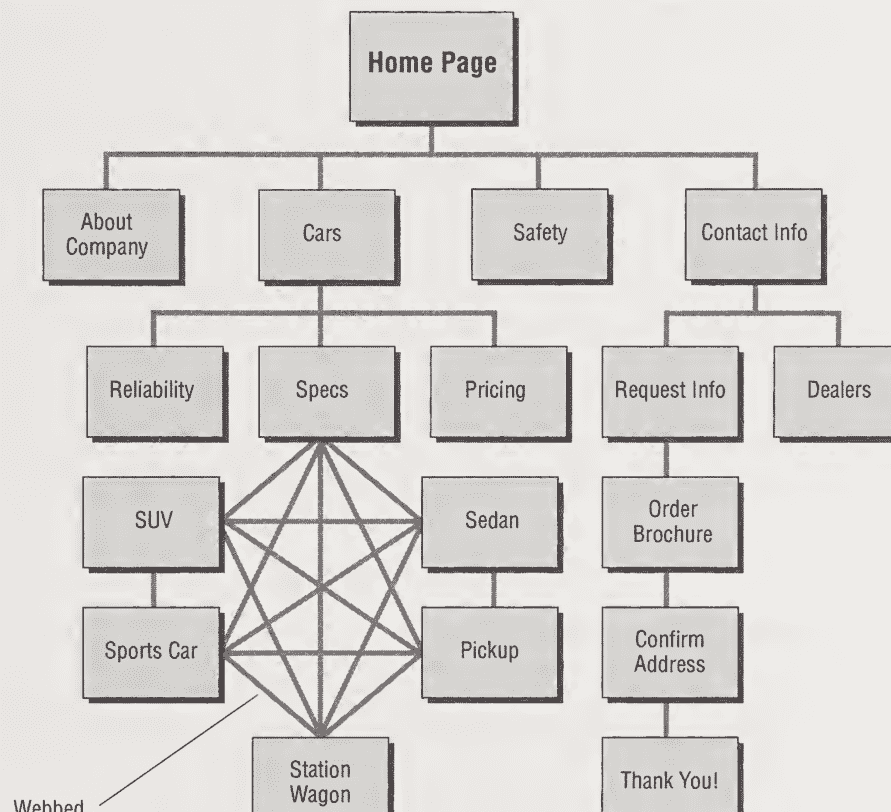 Home Page
About
Company
Cars
Safety
Contact Info
Reliability
Specs
Pricing
Request Info
Dealers
SUV
Sedan
Order
Brochure
Sports Car
Pickup
Confirm
Address
Station
Wagon
Thank You!
Webbed